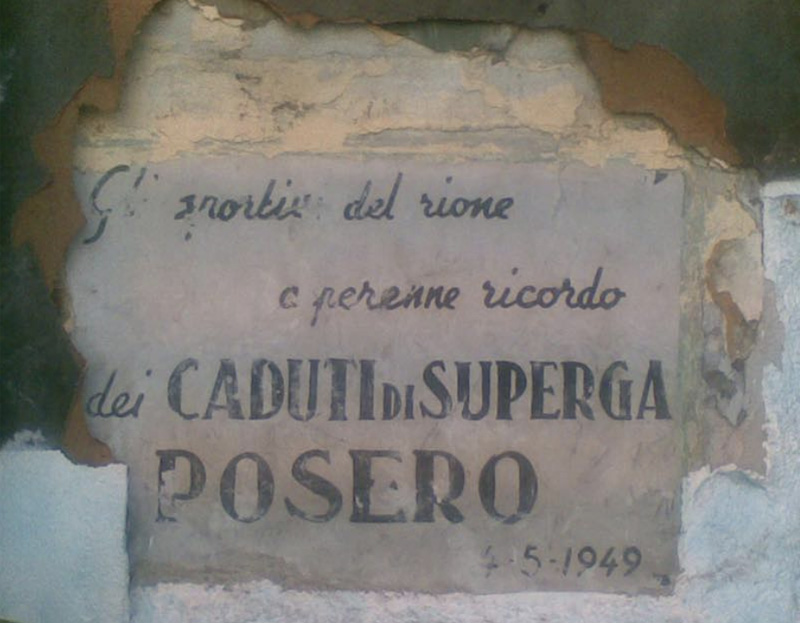 Gli sportivi del rione
a perenne ricordo
dei CADUTI DI SUPERGA
POSERO
4-5-1949